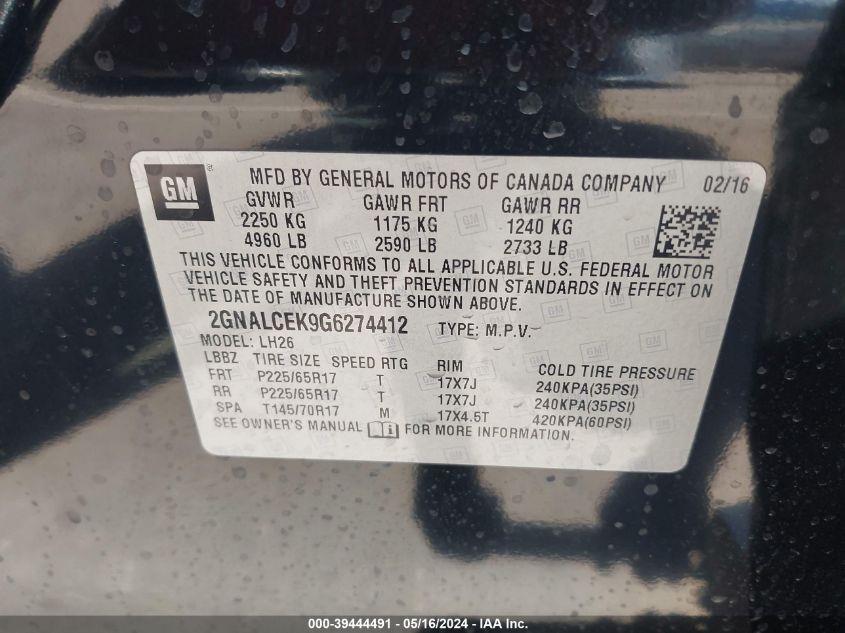 GM
MFD BY GENERAL MOTORS OF CANADA COMPANY 02/16
GVWR GAWR FRT GAWR RR
2250 KG 1175 KG 1240 KG
4960 LB 2590 LB 2733 LB
THIS VEHICLE CONFORMS TO ALL APPLICABLE U.S. FEDERAL MOTOR
VEHICLE SAFETY AND THEFT PREVENTION STANDARDS IN EFFECT ON
THE DATE OF MANUFACTURE SHOWN ABOVE.
2GNALCEK9G6274412 TYPE: M.P.V.
MODEL: LH26
LBBZ TIRE SIZE SPEED RTG RIM COLD TIRE PRESSURE
FRT P225/65R17 T 17X7J 240KPA(35PSI)
RR P225/65R17 T 17X7J 240KPA(35PSI)
SPA T145/70R17 M 17X4.5T 420KPA(60PSI)
SEE OWNER'S MANUAL FOR MORE INFORMATION.
000-39444491 - 05/16/2024 - IAA Inc.